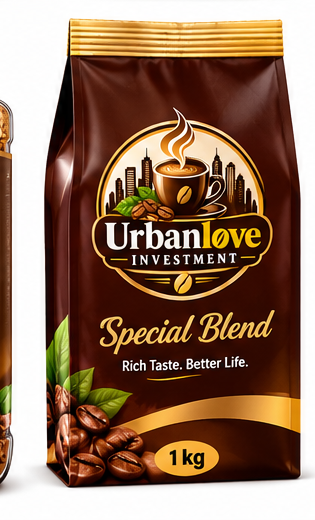 Urbanlove
INVESTMENT
Special Blend
Rich Taste. Better Life.
1 kg